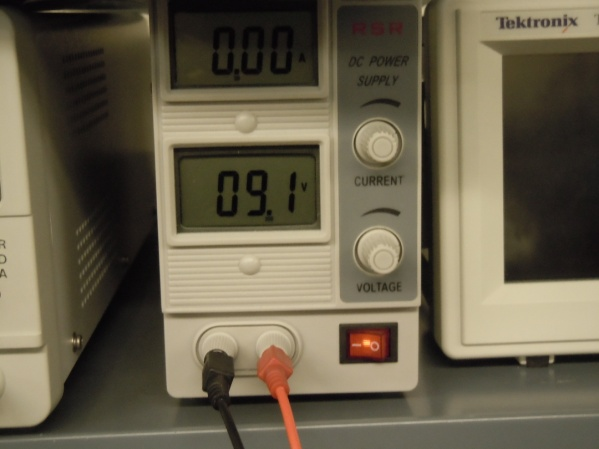 0.00 A
RSR
DC POWER
SUPPLY
CURRENT
09.1 V
VOLTAGE
Tektronix T
R
D
A